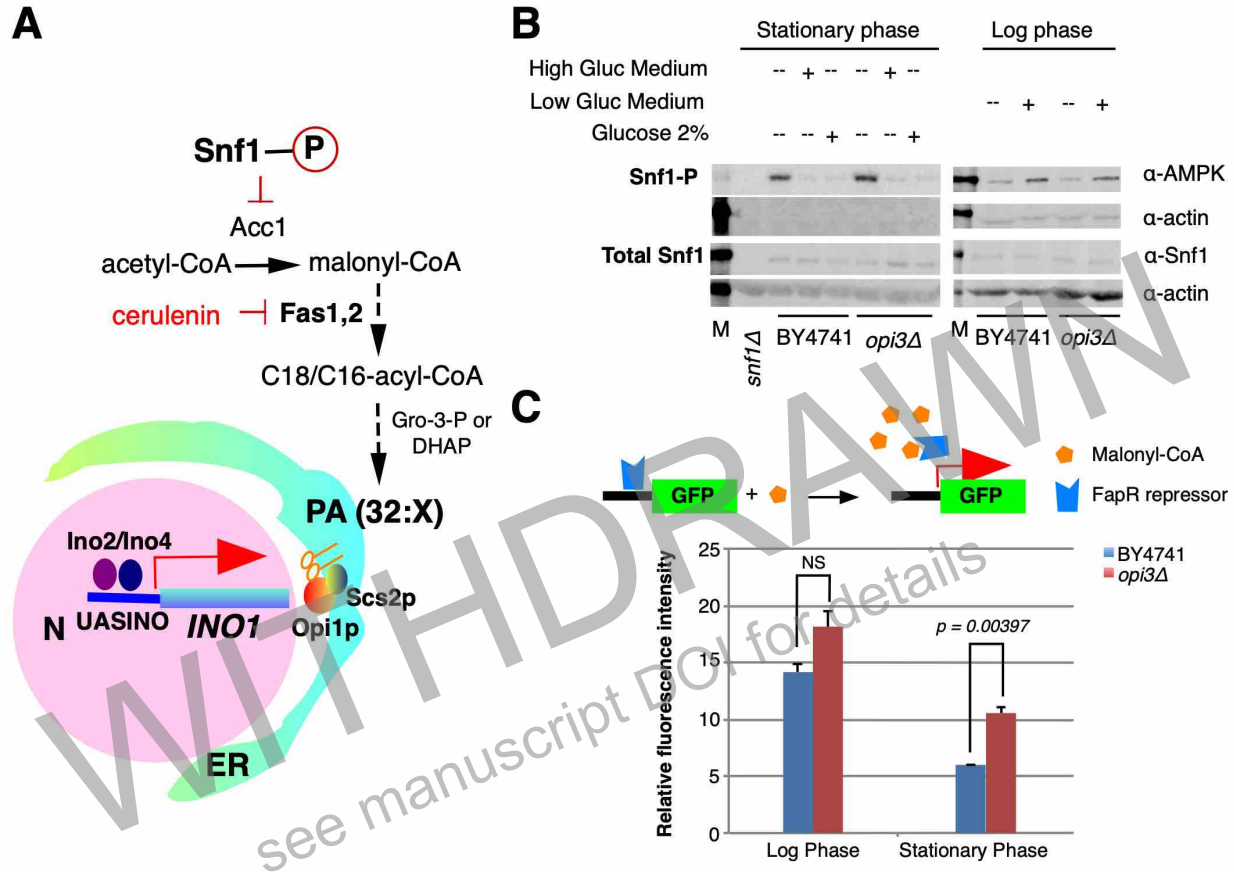 A
Snf1
P
Acc1
acetyl-CoA
malonyl-CoA
cerulenin
Fas1,2
C18/C16-acyl-CoA
Gro-3-P or
DHAP
PA (32:X)
Ino2/Ino4
UASINO
INO1
N
Scs2p
Opi1p
ER
B
Stationary phase
Log phase
High Gluc Medium -- + -- -- + --
Low Gluc Medium -- + -- +
Glucose 2% -- -- + -- -- +
Snf1-P
α-AMPK
α-actin
Total Snf1
α-Snf1
α-actin
M
snf1Δ
BY4741
opi3Δ
M
BY4741
opi3Δ
C
GFP
+
GFP
Malonyl-CoA
FapR repressor
Relative fluorescence intensity
25
20
15
10
5
0
NS
p = 0.00397
BY4741
opi3Δ
Log Phase
Stationary Phase
WITHDRAWN
see manuscript DOI for details